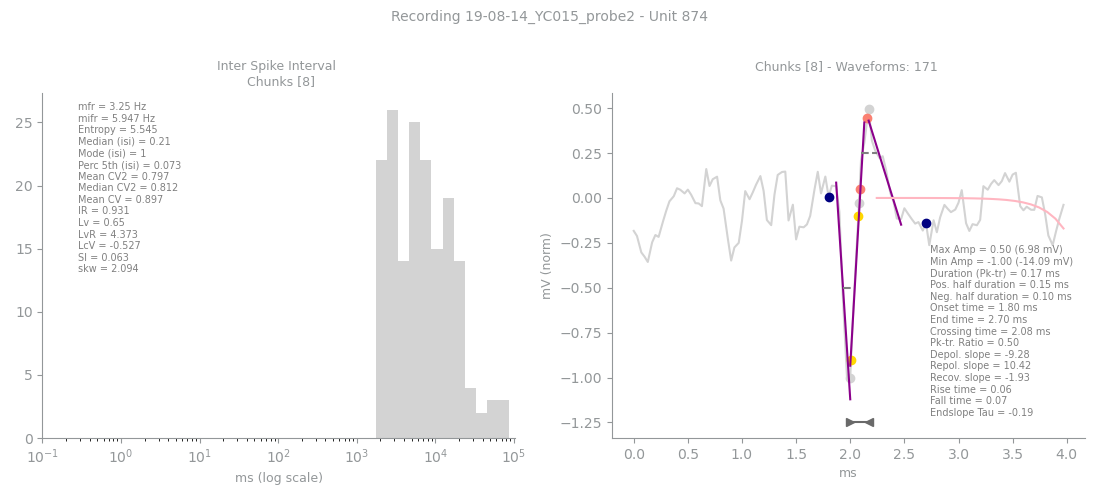 Recording 19-08-14_YC015_probe2 - Unit 874
Inter Spike Interval
Chunks [8]
mfr = 3.25 Hz
mifr = 5.947 Hz
Entropy = 5.545
Median (isi) = 0.21
Mode (isi) = 1
Perc 5th (isi) = 0.073
Mean CV2 = 0.797
Median CV2 = 0.812
Mean CV = 0.897
IR = 0.931
Lv = 0.65
LvR = 4.373
LcV = -0.527
SI = 0.063
skw = 2.094
25
20
15
10
5
0
10⁻¹ 10⁰ 10¹ 10² 10³ 10⁴ 10⁵
ms (log scale)
Chunks [8] - Waveforms: 171
mV (norm)
0.50
0.25
0.00
−0.25
−0.50
−0.75
−1.00
−1.25
Max Amp = 0.50 (6.98 mV)
Min Amp = -1.00 (-14.09 mV)
Duration (Pk-tr) = 0.17 ms
Pos. half duration = 0.15 ms
Neg. half duration = 0.10 ms
Onset time = 1.80 ms
End time = 2.70 ms
Crossing time = 2.08 ms
Pk-tr. Ratio = 0.50
Depol. slope = -9.28
Repol. slope = 10.42
Recov. slope = -1.93
Rise time = 0.06
Fall time = 0.07
Endslope Tau = -0.19
0.0 0.5 1.0 1.5 2.0 2.5 3.0 3.5 4.0
ms